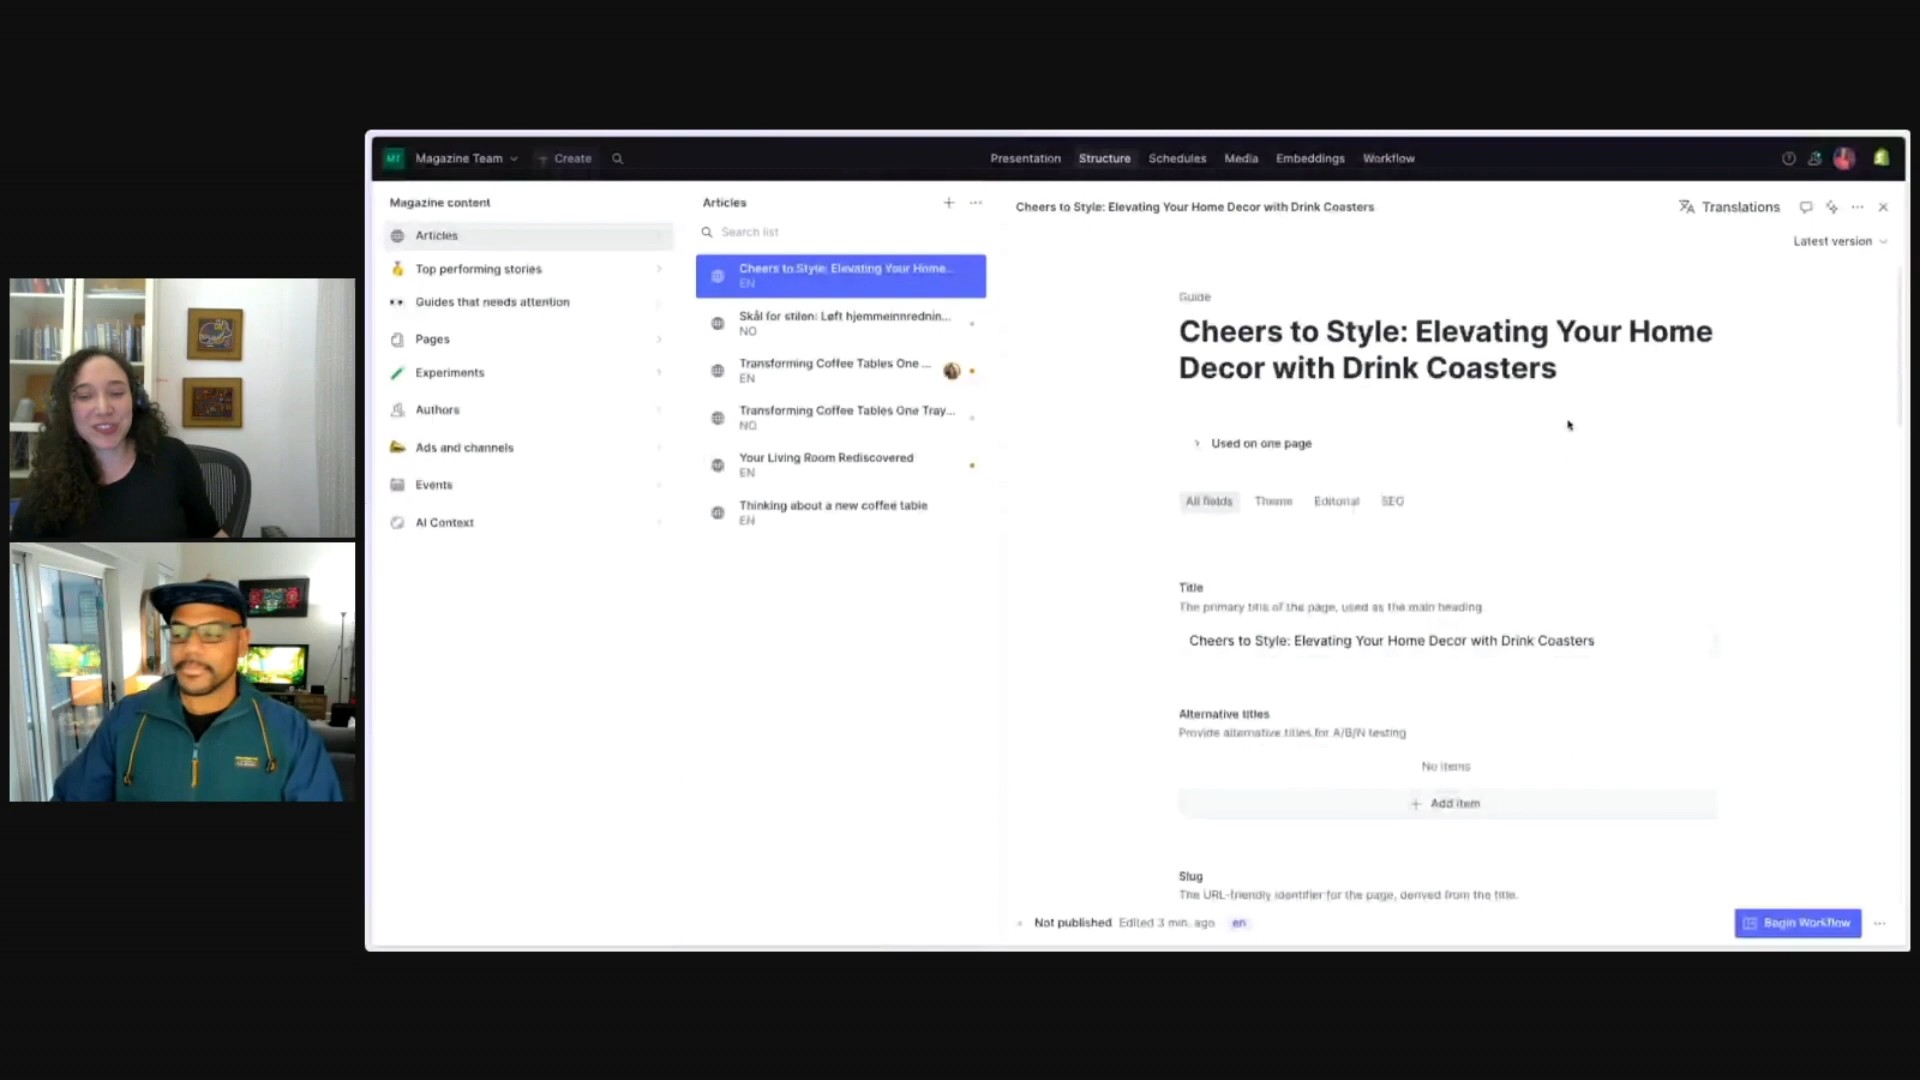 MT Magazine Team Create
Presentation Structure Schedules Media Embeddings Workflow
Magazine content
Articles
Top performing stories
Guides that needs attention
Pages
Experiments
Authors
Ads and channels
Events
AI Context
Articles
Search list
Cheers to Style: Elevating Your Home...
EN
Skål for stilen: Løft hjemmeinnrednin...
NO
Transforming Coffee Tables One ...
EN
Transforming Coffee Tables One Tray...
NO
Your Living Room Rediscovered
EN
Thinking about a new coffee table
EN
Cheers to Style: Elevating Your Home Decor with Drink Coasters
Translations
Latest version
Guide
Cheers to Style: Elevating Your Home
Decor with Drink Coasters
Used on one page
All fields Theme Editorial SEO
Title
The primary title of the page, used as the main heading
Cheers to Style: Elevating Your Home Decor with Drink Coasters
Alternative titles
Provide alternative titles for A/B/N testing
No items
Add item
Slug
The URL-friendly identifier for the page, derived from the title.
Not published Edited 3 min. ago en
Begin Workflow